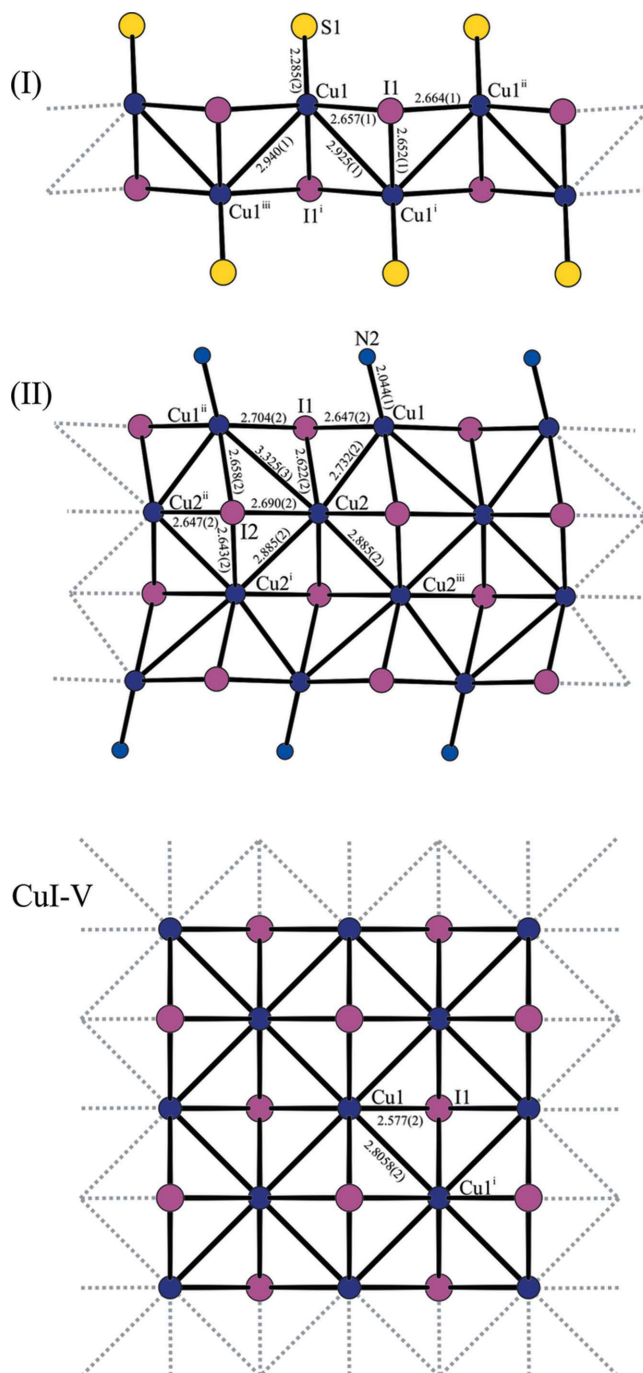 (I)
S1
2.285(2)
Cu1
I1
2.664(1)
Cu1ⁱⁱ
2.657(1)
2.940(1)
2.925(1)
2.652(1)
Cu1ⁱⁱⁱ
I1ⁱ
Cu1ⁱ
(II)
N2
2.044(1)
Cu1ⁱⁱ
2.704(2)
I1
2.647(2)
Cu1
2.658(2)
3.325(3)
2.622(2)
2.732(2)
Cu2ⁱⁱ
2.690(2)
Cu2
2.647(2)
I2
2.643(2)
2.885(2)
2.885(2)
Cu2ⁱ
Cu2ⁱⁱⁱ
CuI-V
Cu1
I1
2.577(2)
2.8058(2)
Cu1ⁱ